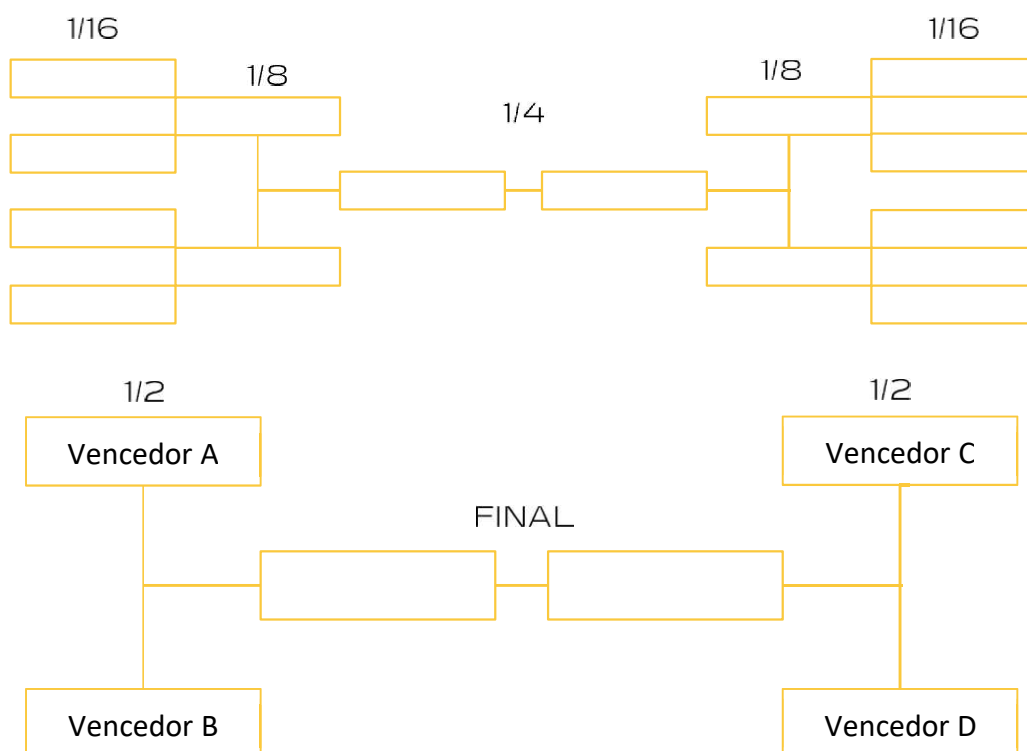 1/16
1/16
1/8
1/8
1/4
1/2
1/2
Vencedor A
Vencedor C
FINAL
Vencedor B
Vencedor D